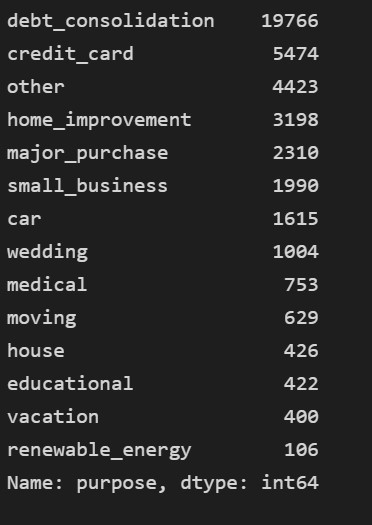 debt_consolidation    19766
credit_card            5474
other                  4423
home_improvement       3198
major_purchase         2310
small_business         1990
car                    1615
wedding                1004
medical                 753
moving                  629
house                   426
educational             422
vacation                400
renewable_energy        106
Name: purpose, dtype: int64